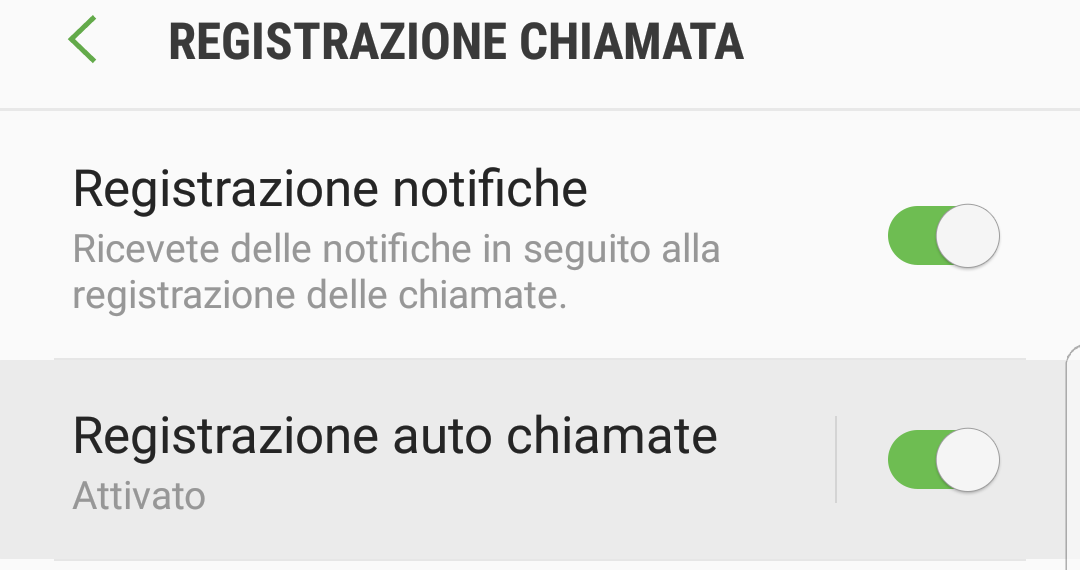 REGISTRAZIONE CHIAMATA
Registrazione notifiche
Ricevete delle notifiche in seguito alla
registrazione delle chiamate.
Registrazione auto chiamate
Attivato